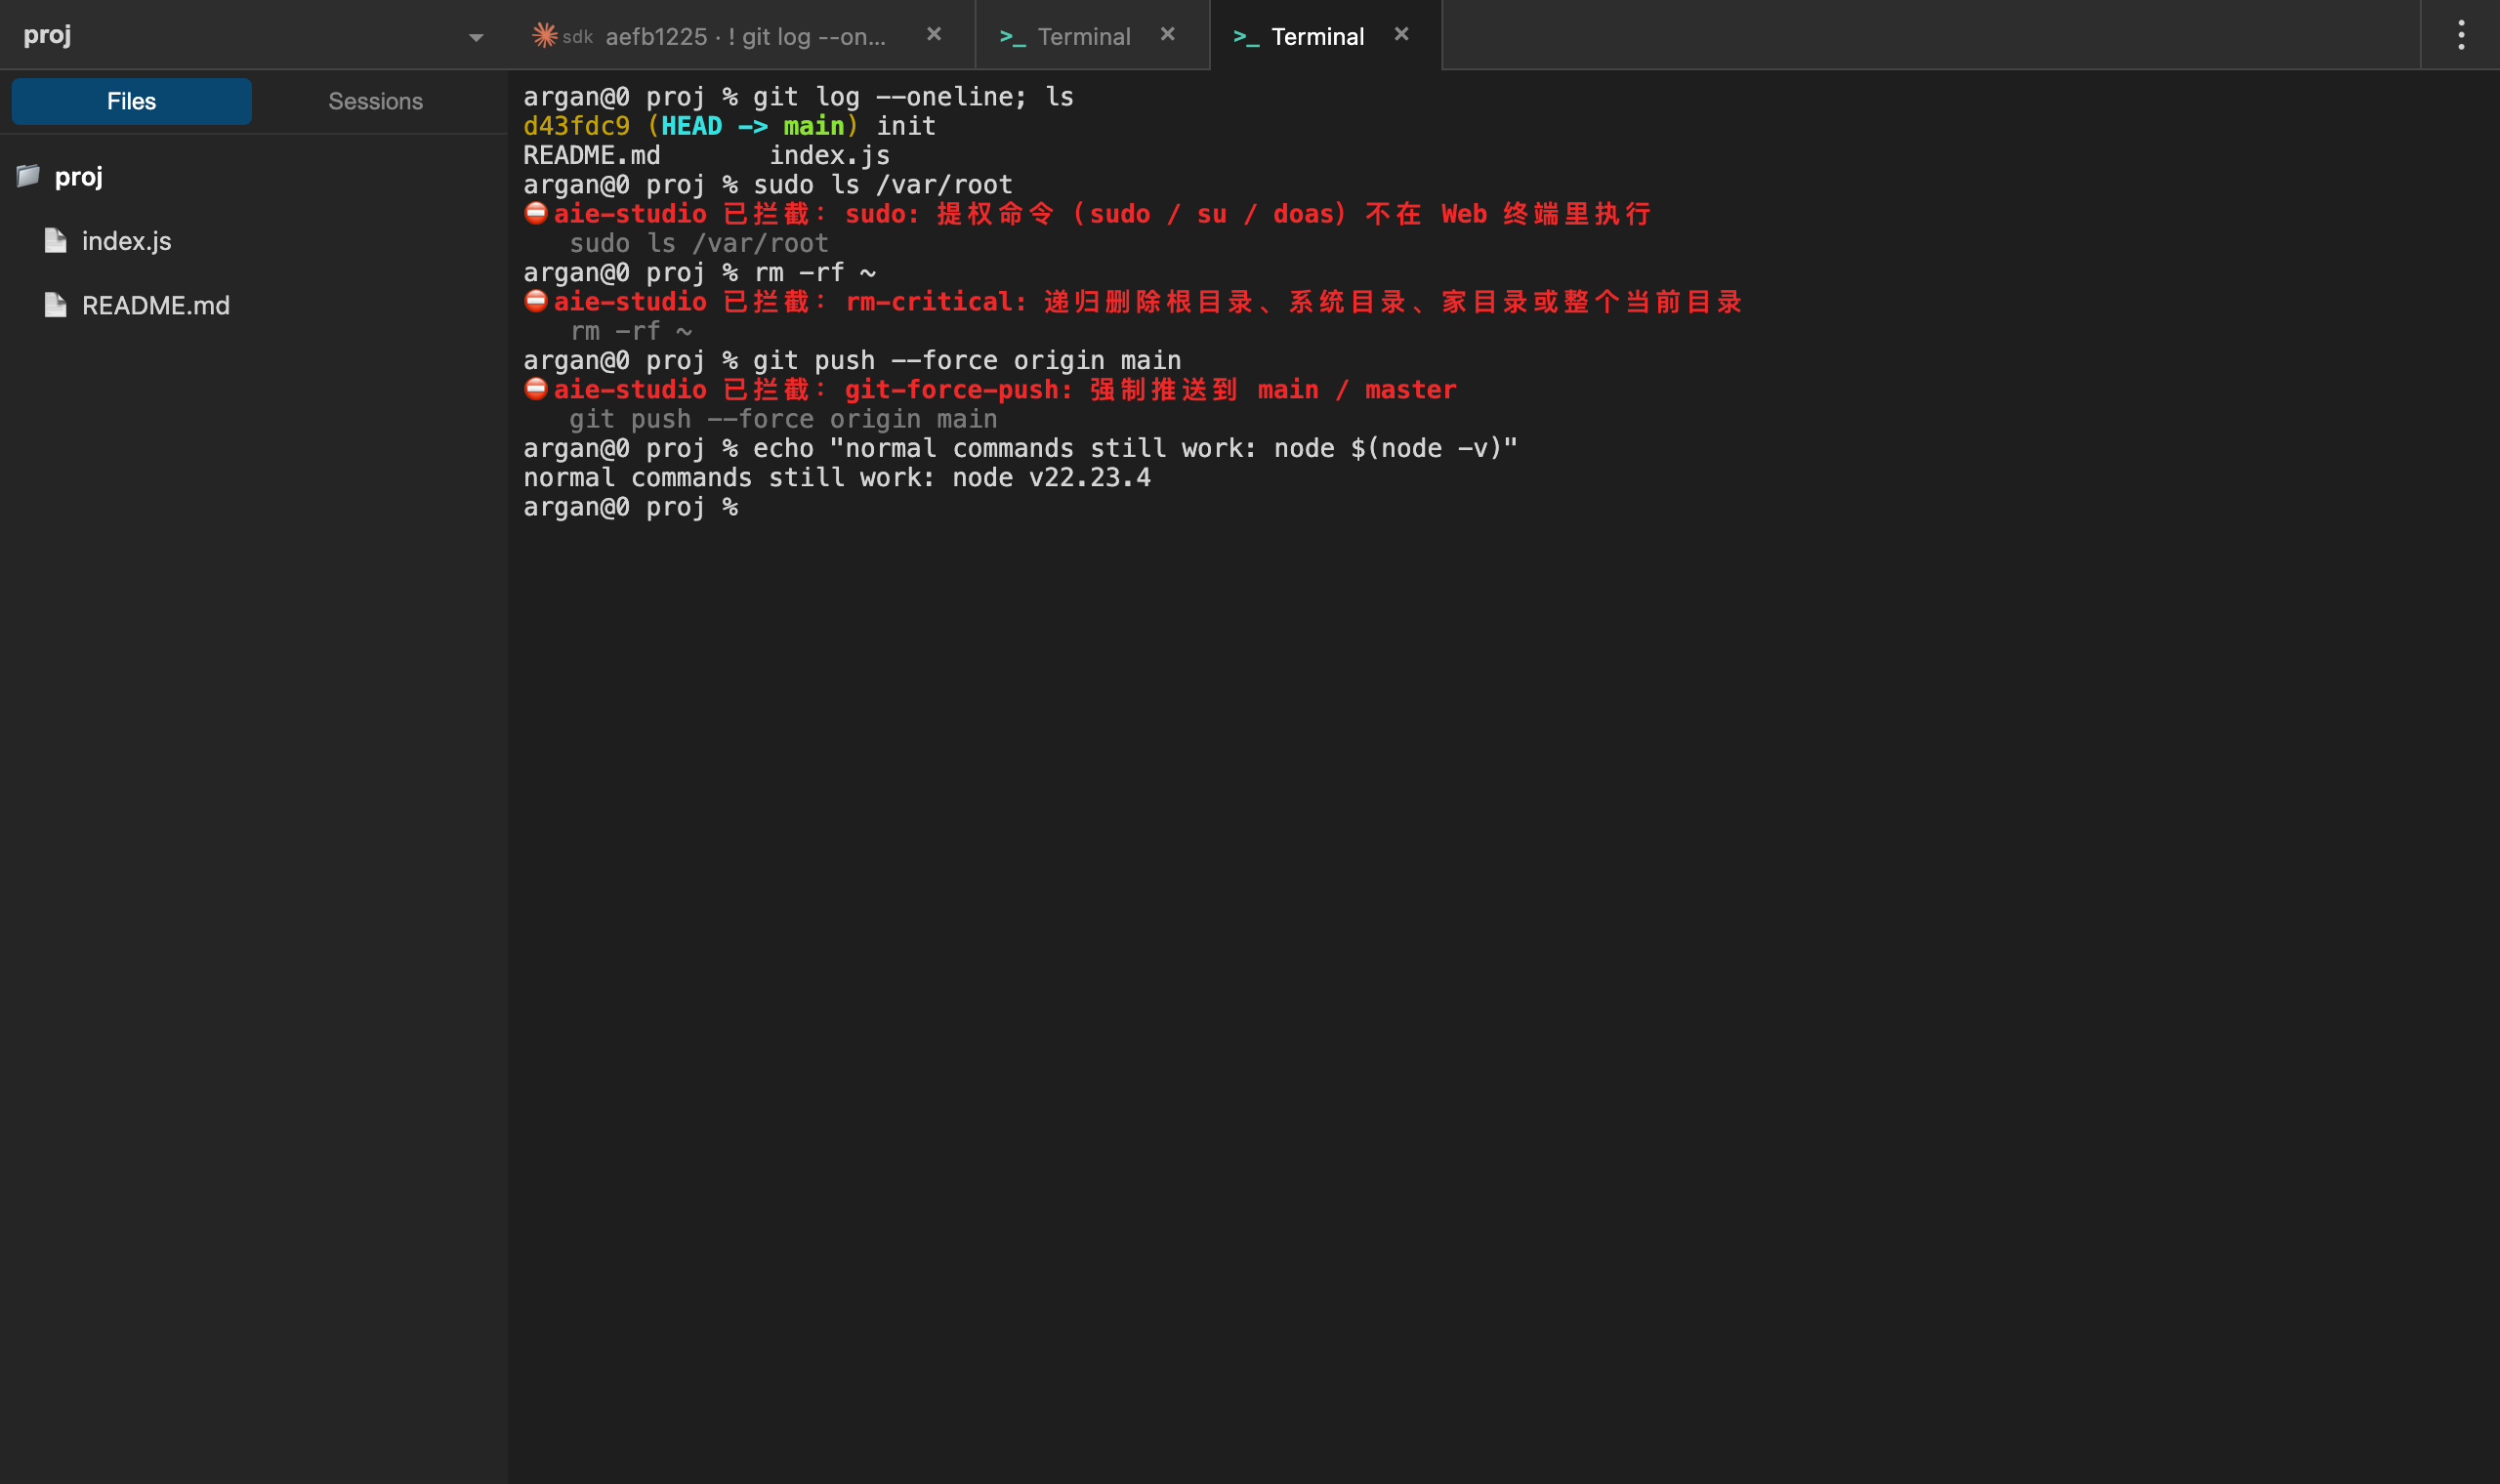 proj
sdk aefb1225 · ! git log --on... ×
>_ Terminal ×
>_ Terminal ×
Files
Sessions
proj
index.js
README.md
argan@0 proj % git log --oneline; ls
d43fdc9 (HEAD -> main) init
README.md index.js
argan@0 proj % sudo ls /var/root
⛔aie-studio 已拦截: sudo: 提权命令 (sudo / su / doas) 不在 Web 终端里执行
sudo ls /var/root
argan@0 proj % rm -rf ~
⛔aie-studio 已拦截: rm-critical: 递归删除根目录、系统目录、家目录或整个当前目录
rm -rf ~
argan@0 proj % git push --force origin main
⛔aie-studio 已拦截: git-force-push: 强制推送到 main / master
git push --force origin main
argan@0 proj % echo "normal commands still work: node $(node -v)"
normal commands still work: node v22.23.4
argan@0 proj %